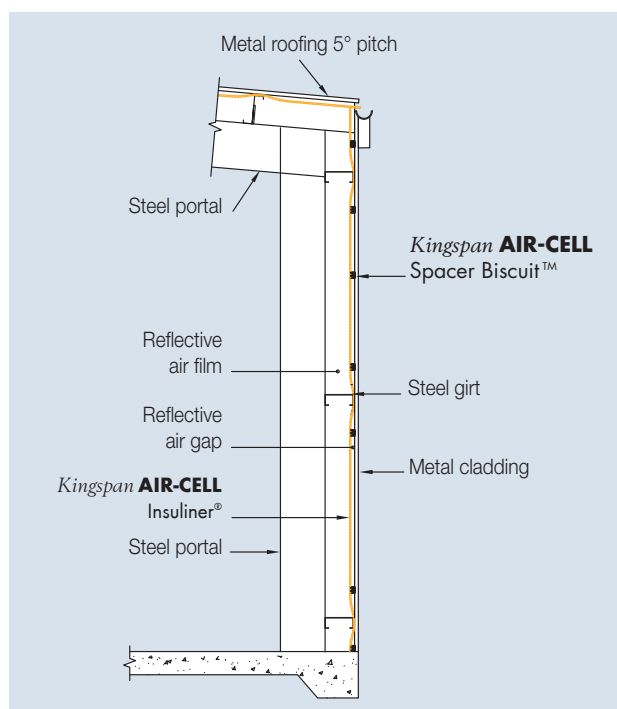 Metal roofing 5° pitch
Steel portal
Kingspan AIR-CELL
Spacer Biscuit™
Reflective
air film
Steel girt
Reflective
air gap
Metal cladding
Kingspan AIR-CELL
Insuliner®
Steel portal